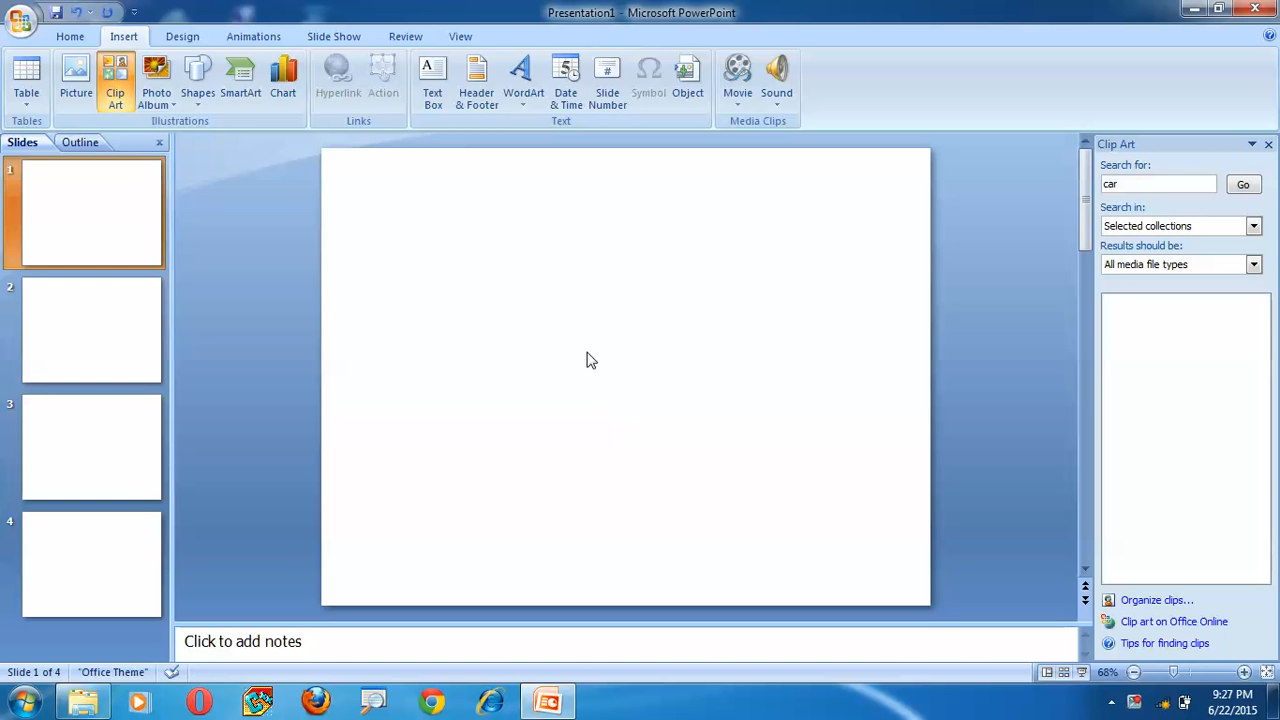 Presentation1 - Microsoft PowerPoint
Home Insert Design Animations Slide Show Review View
Table
Picture
Clip Art
Photo Album
Shapes
SmartArt
Chart
Hyperlink
Action
Text Box
Header & Footer
WordArt
Date & Time
Slide Number
Symbol
Object
Movie
Sound
Tables Illustrations Links Text Media Clips
Slides Outline
1
2
3
4
Clip Art
Search for:
car Go
Search in:
Selected collections
Results should be:
All media file types
Organize clips...
Clip art on Office Online
Tips for finding clips
Click to add notes
Slide 1 of 4 "Office Theme" 68%
9:27 PM
6/22/2015